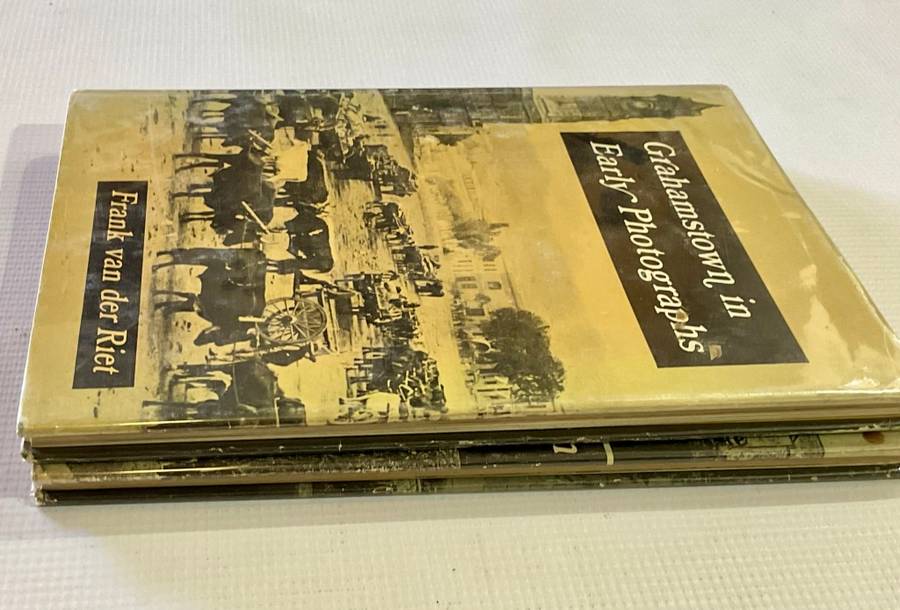 Grahamstown in
Early Photographs
Frank van der Riet